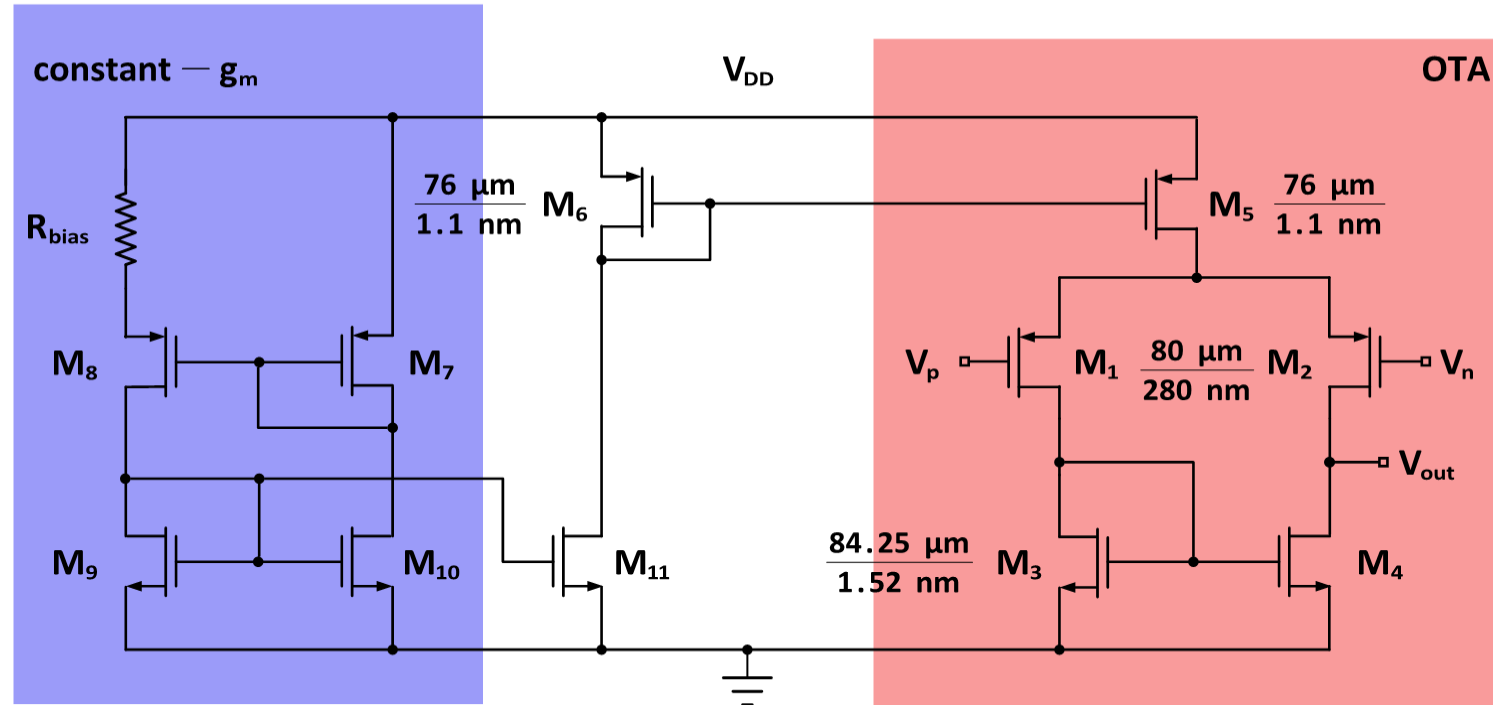 constant — gm
VDD
OTA
Rbias
76 μm
1.1 nm
M6
M5
76 μm
1.1 nm
M8
M7
Vp
M1
80 μm
280 nm
M2
Vn
Vout
M9
M10
M11
84.25 μm
1.52 nm
M3
M4